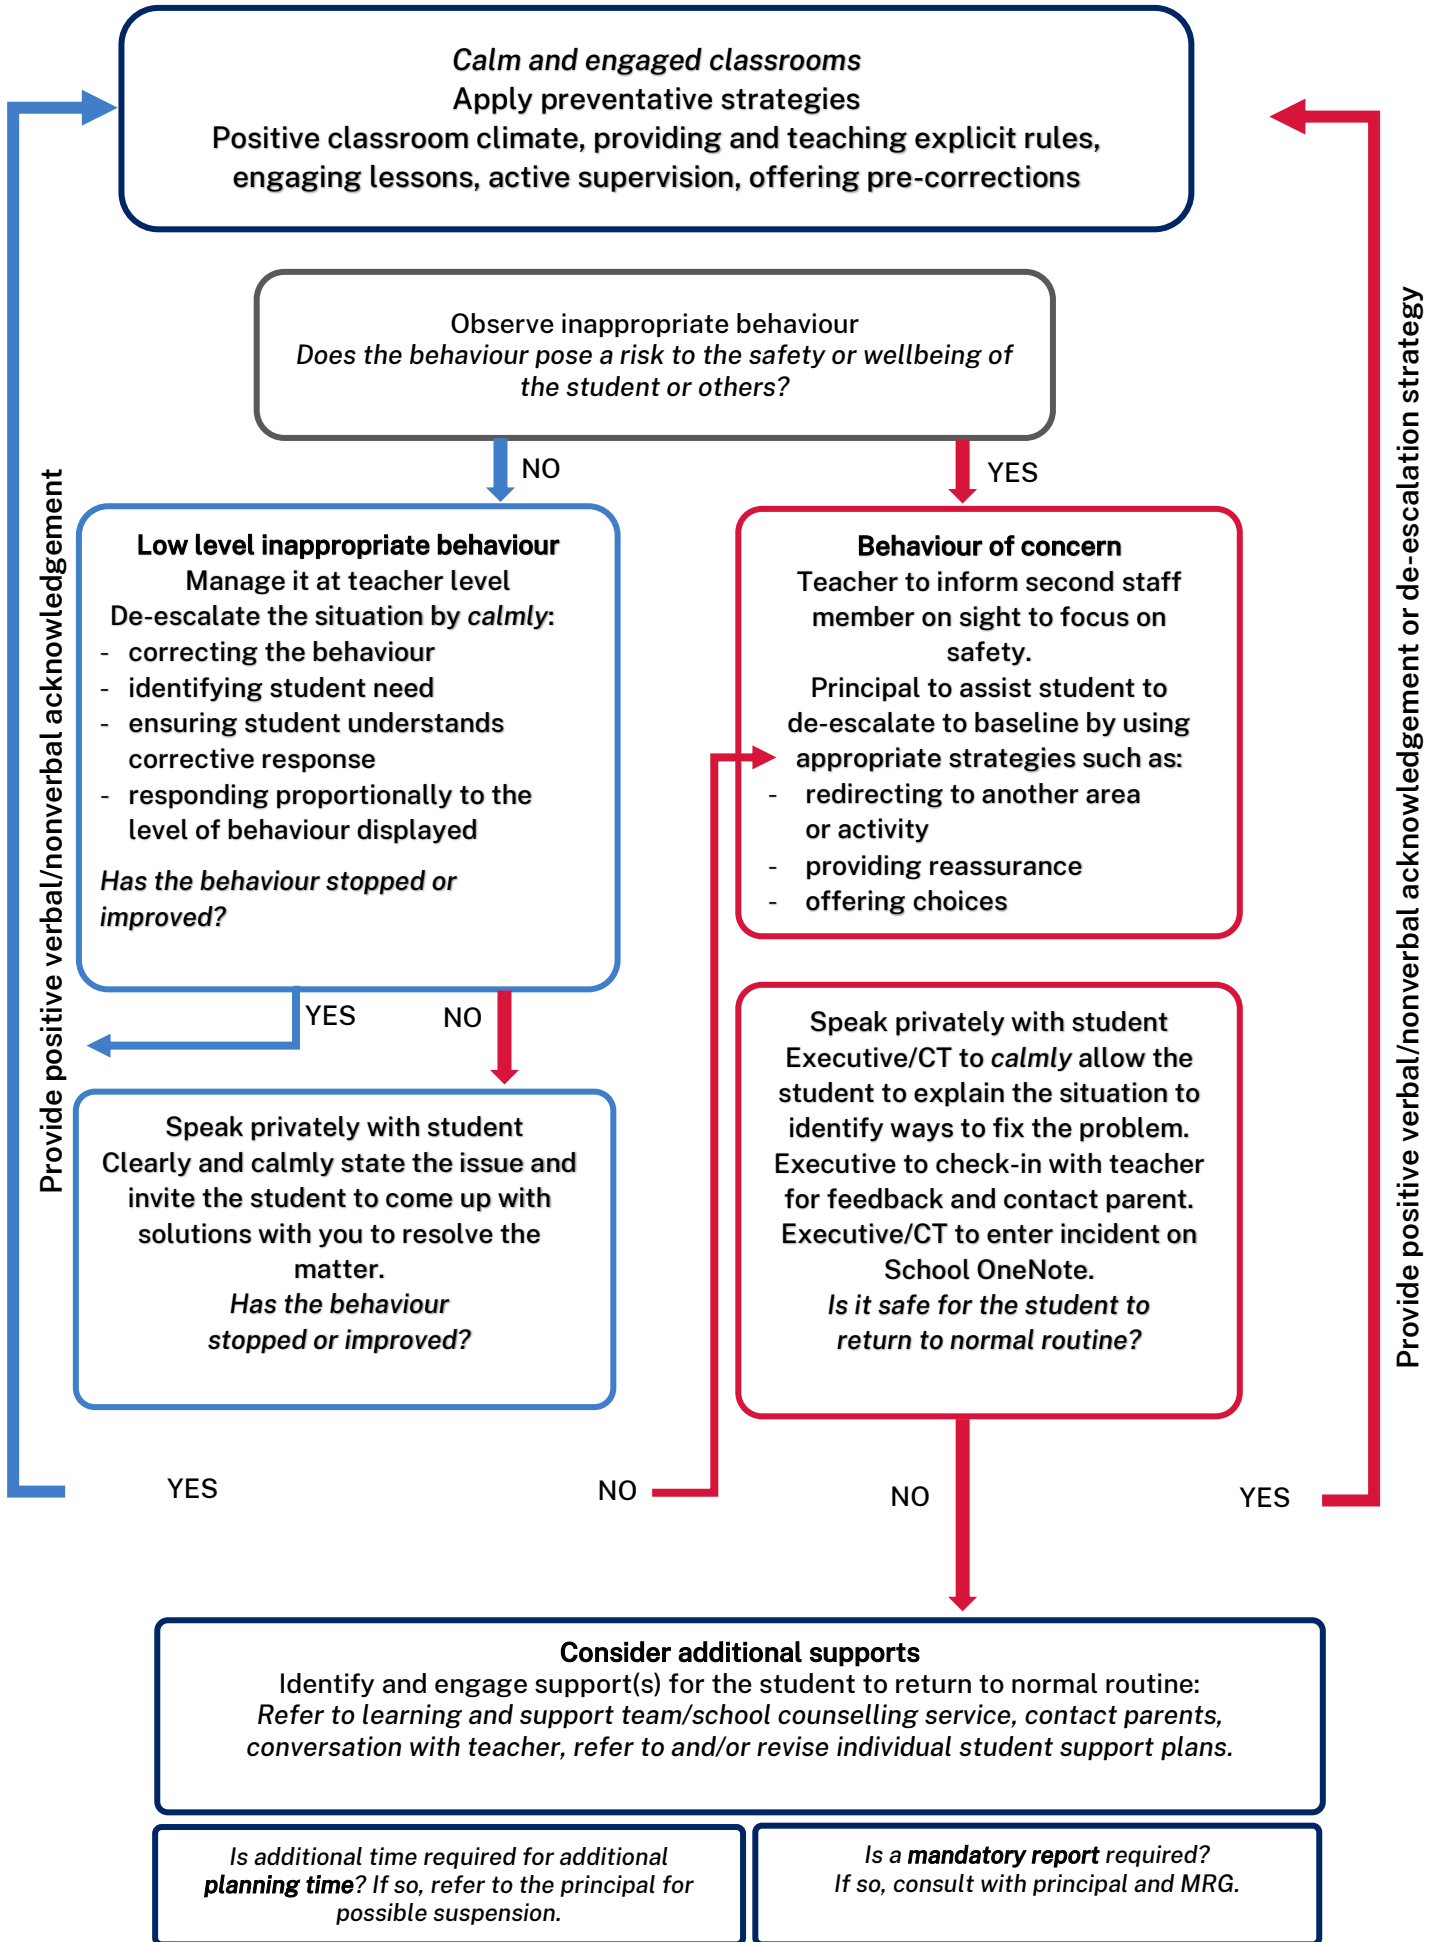 Calm and engaged classrooms
Apply preventative strategies
Positive classroom climate, providing and teaching explicit rules,
engaging lessons, active supervision, offering pre-corrections
Observe inappropriate behaviour
Does the behaviour pose a risk to the safety or wellbeing of
the student or others?
NO
YES
Provide positive verbal/nonverbal acknowledgement
Low level inappropriate behaviour
Manage it at teacher level
De-escalate the situation by calmly:
- correcting the behaviour
- identifying student need
- ensuring student understands
corrective response
- responding proportionally to the
level of behaviour displayed
Has the behaviour stopped or
improved?
Behaviour of concern
Teacher to inform second staff
member on sight to focus on
safety.
Principal to assist student to
de-escalate to baseline by using
appropriate strategies such as:
- redirecting to another area
or activity
- providing reassurance
- offering choices
Provide positive verbal/nonverbal acknowledgement or de-escalation strategy
YES
NO
Speak privately with student
Clearly and calmly state the issue and
invite the student to come up with
solutions with you to resolve the
matter.
Has the behaviour
stopped or improved?
Speak privately with student
Executive/CT to calmly allow the
student to explain the situation to
identify ways to fix the problem.
Executive to check-in with teacher
for feedback and contact parent.
Executive/CT to enter incident on
School OneNote.
Is it safe for the student to
return to normal routine?
YES
NO
NO
YES
Consider additional supports
Identify and engage support(s) for the student to return to normal routine:
Refer to learning and support team/school counselling service, contact parents,
conversation with teacher, refer to and/or revise individual student support plans.
Is additional time required for additional
planning time? If so, refer to the principal for
possible suspension.
Is a mandatory report required?
If so, consult with principal and MRG.